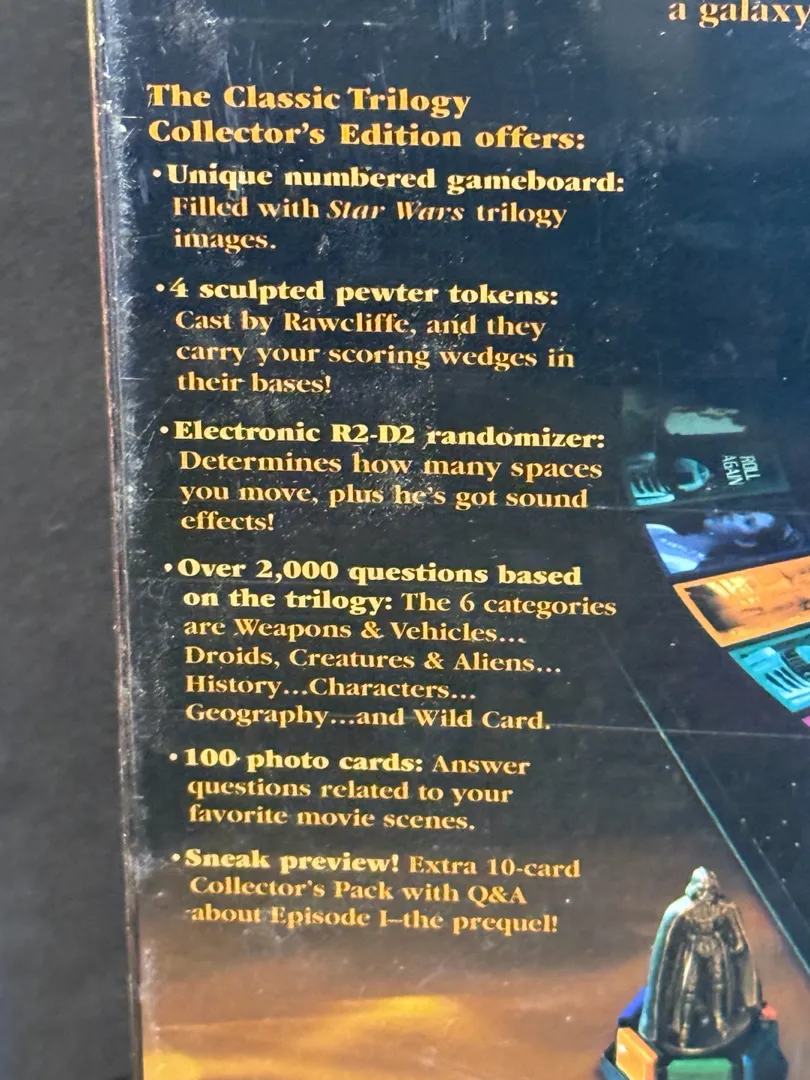 a galaxy
The Classic Trilogy
Collector's Edition offers:
•Unique numbered gameboard:
Filled with Star Wars trilogy
images.
•4 sculpted pewter tokens:
Cast by Rawcliffe, and they
carry your scoring wedges in
their bases!
•Electronic R2-D2 randomizer:
Determines how many spaces
you move, plus he's got sound
effects!
•Over 2,000 questions based
on the trilogy: The 6 categories
are Weapons & Vehicles...
Droids, Creatures & Aliens...
History...Characters...
Geography...and Wild Card.
•100 photo cards: Answer
questions related to your
favorite movie scenes.
•Sneak preview! Extra 10-card
Collector's Pack with Q&A
about Episode I–the prequel!
ROLL
AGAIN